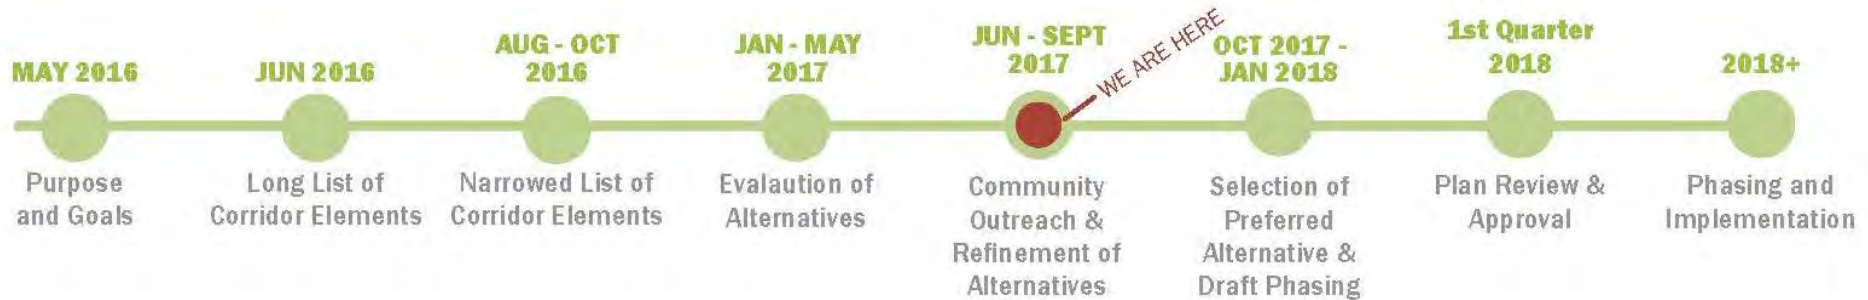 MAY 2016
Purpose
and Goals
JUN 2016
Long List of
Corridor Elements
AUG - OCT
2016
Narrowed List of
Corridor Elements
JAN - MAY
2017
Evalaution of
Alternatives
JUN - SEPT
2017
WE ARE HERE
Community
Outreach &
Refinement of
Alternatives
OCT 2017 -
JAN 2018
Selection of
Preferred
Alternative &
Draft Phasing
1st Quarter
2018
Plan Review &
Approval
2018+
Phasing and
Implementation